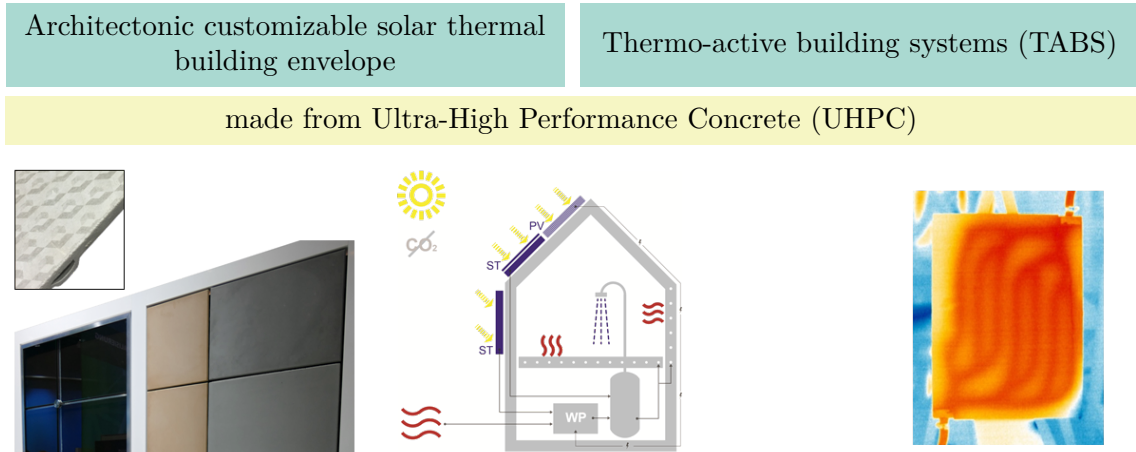 Architectonic customizable solar thermal
building envelope
Thermo-active building systems (TABS)
made from Ultra-High Performance Concrete (UHPC)
PV
CO₂
ST
ST
WP